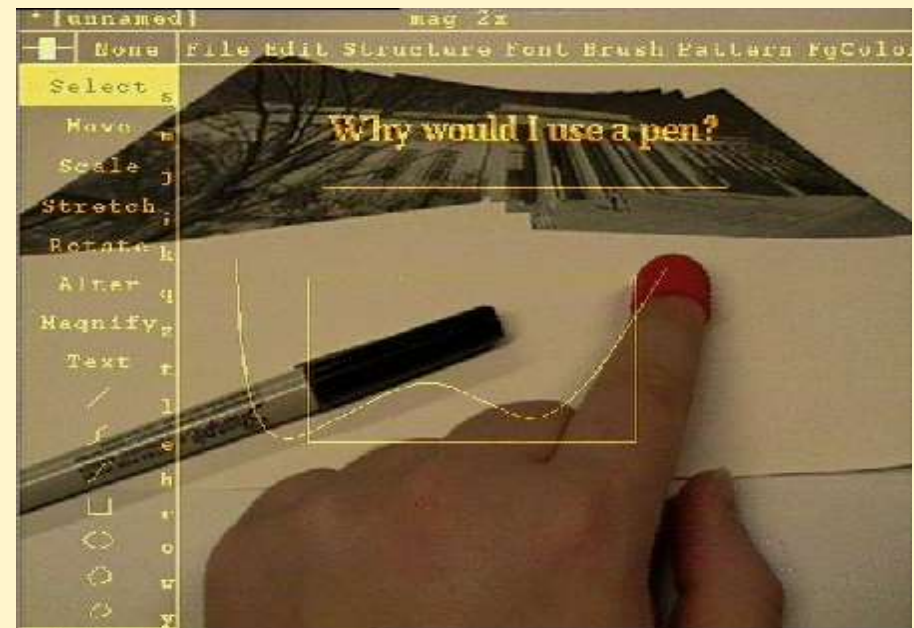 [unnamed] mag 2x
None File Edit Structure Font Brush Pattern FgColo
Select s
Move m
Scale
Stretch
Rotate k
Alter q
Magnify z
Text t
l
e
h
r
o
w
y
Why would I use a pen?